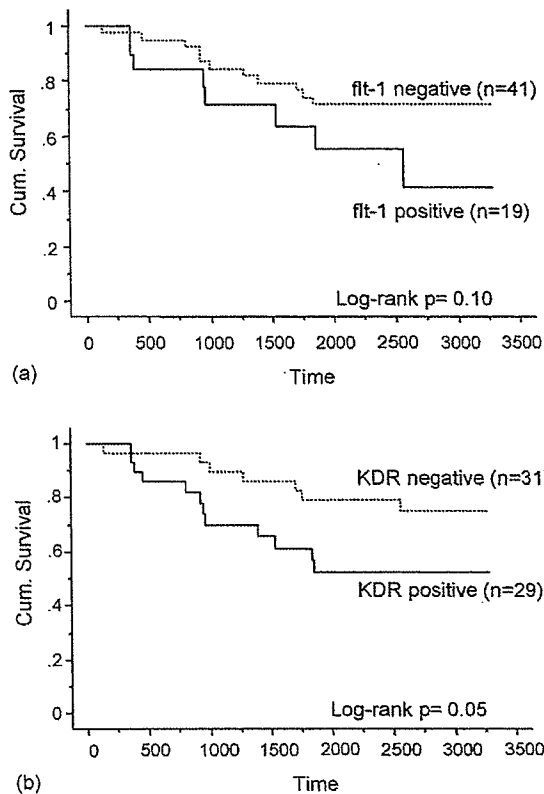 1
.8
.6
.4
.2
0
Cum. Survival
flt-1 negative (n=41)
flt-1 positive (n=19)
Log-rank p= 0.10
0 500 1000 1500 2000 2500 3000 3500
Time
(a)
1
.8
.6
.4
.2
0
Cum. Survival
KDR negative (n=31
KDR positive (n=29)
Log-rank p= 0.05
0 500 1000 1500 2000 2500 3000 3500
Time
(b)